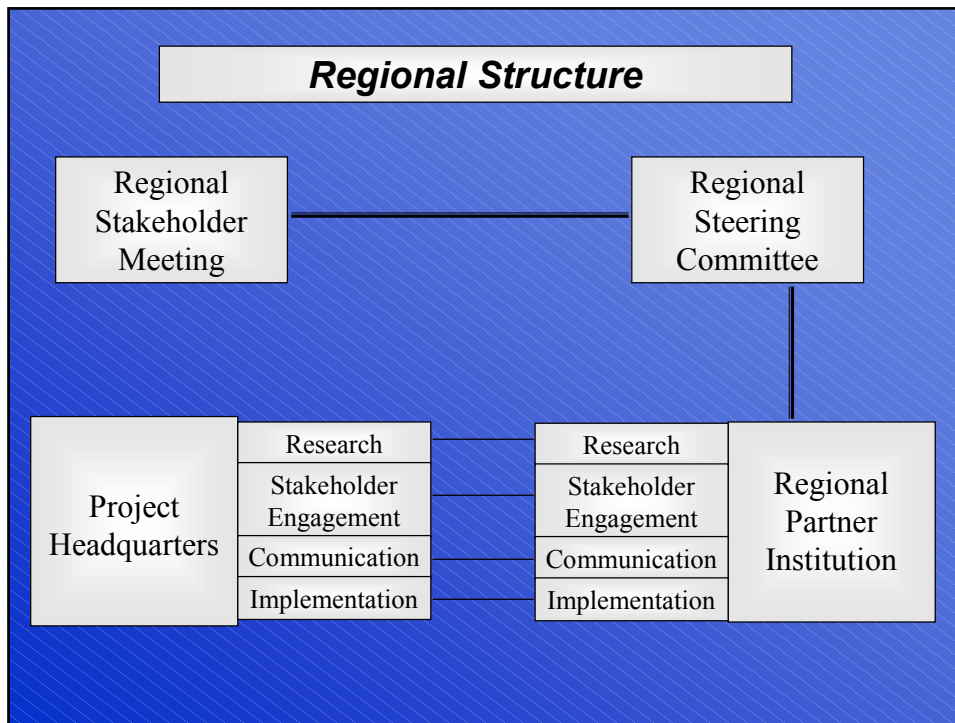 Regional Structure
Regional
Stakeholder
Meeting
Regional
Steering
Committee
Project
Headquarters
Research
Stakeholder
Engagement
Communication
Implementation
Research
Stakeholder
Engagement
Communication
Implementation
Regional
Partner
Institution